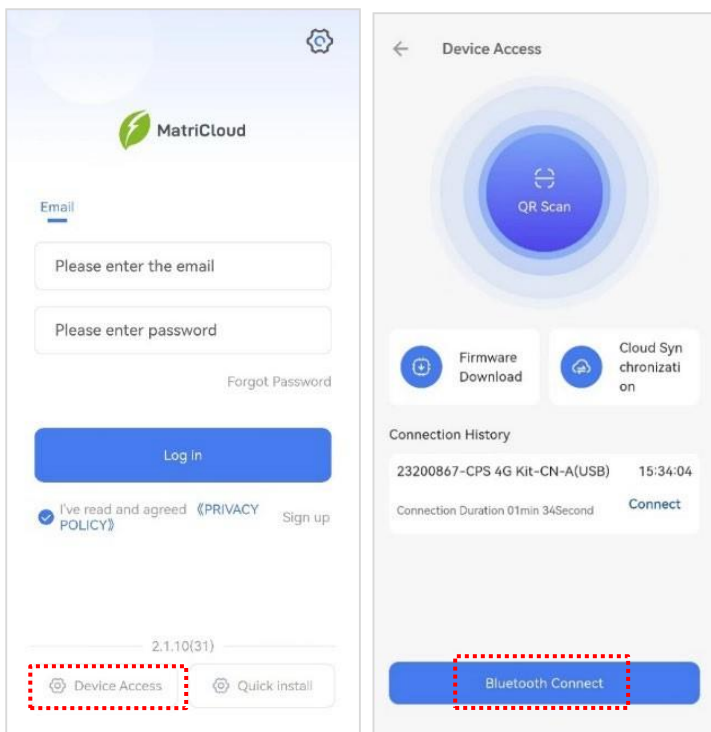 MatriCloud
Email
Please enter the email
Please enter password
Forgot Password
Log in
I've read and agreed 《PRIVACY
POLICY》
Sign up
2.1.10(31)
Device Access
Quick install
Device Access
QR Scan
Firmware
Download
Cloud Syn
chronizati
on
Connection History
23200867-CPS 4G Kit-CN-A(USB)
15:34:04
Connection Duration 01min 34Second
Connect
Bluetooth Connect